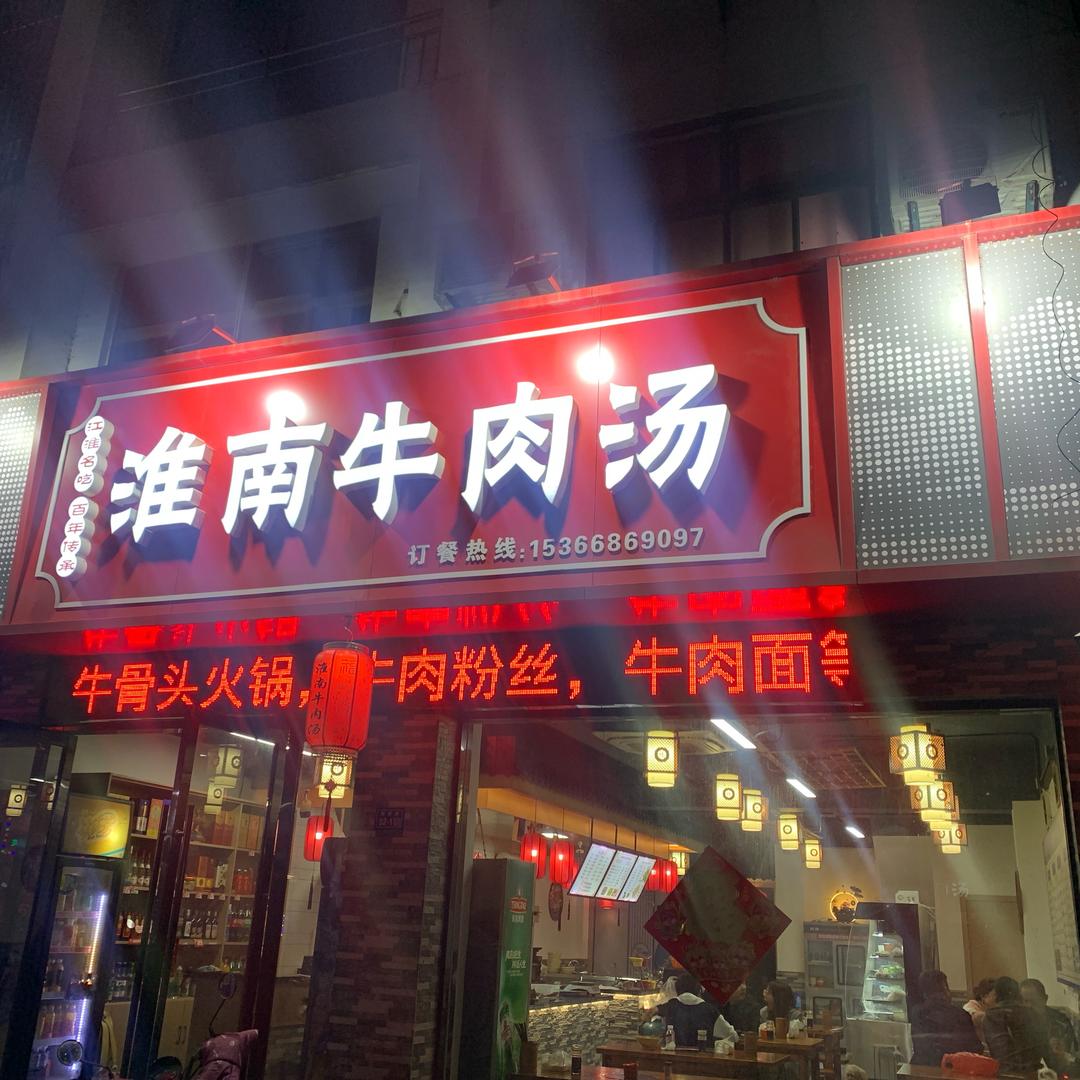 江淮名吃 百年传承
淮南牛肉汤
订餐热线:15366869097
牛骨头火锅, 牛肉粉丝, 牛肉面等
淮南牛肉汤